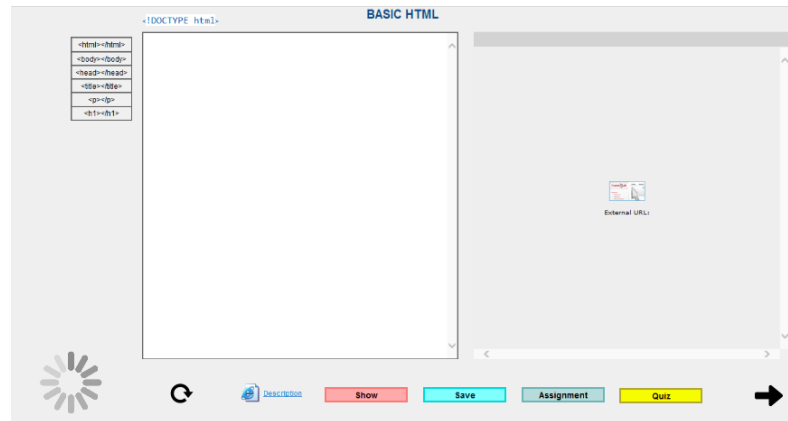 BASIC HTML
<!DOCTYPE html>
<html></html>
<body></body>
<head></head>
<title></title>
<p></p>
<h1></h1>
External URL:
Description
Show
Save
Assignment
Quiz